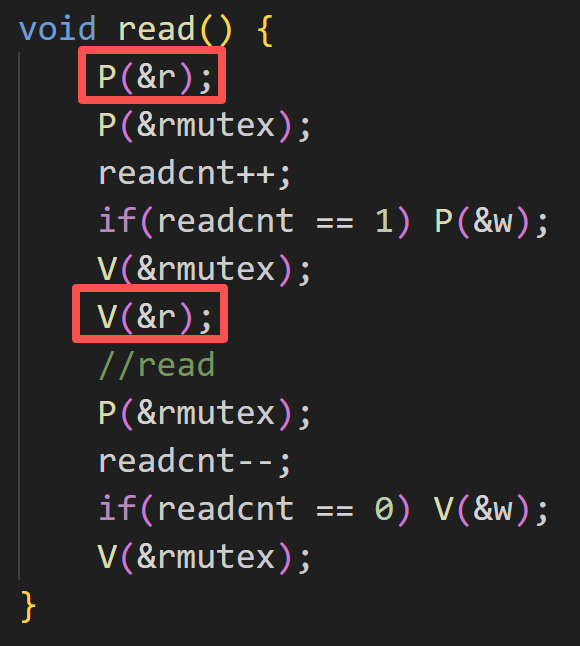 void read() {
P(&r);
P(&rmutex);
readcnt++;
if(readcnt == 1) P(&w);
V(&rmutex);
V(&r);
//read
P(&rmutex);
readcnt--;
if(readcnt == 0) V(&w);
V(&rmutex);
}